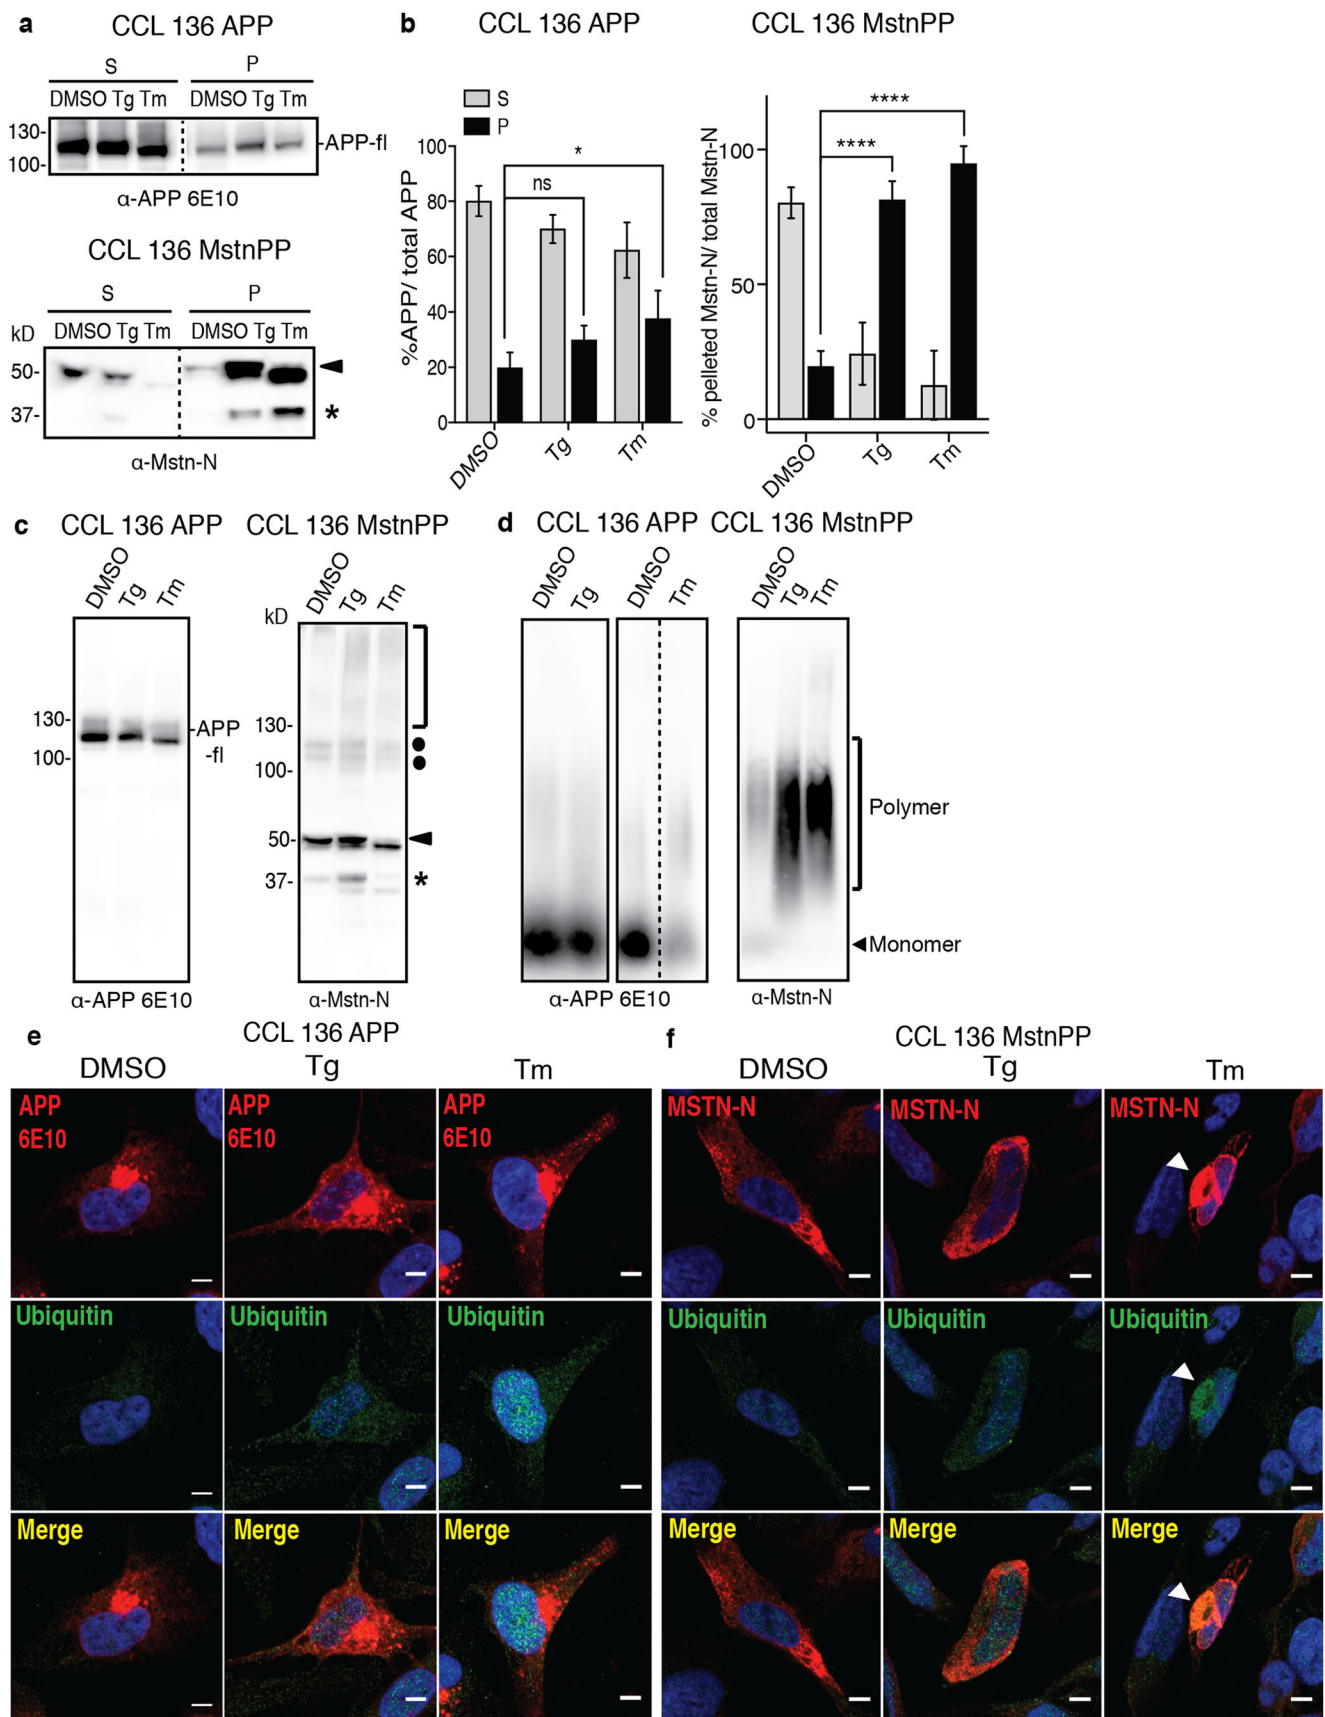 a
CCL 136 APP
S P
DMSO Tg Tm DMSO Tg Tm
130-
100-
-APP-fl
α-APP 6E10
CCL 136 MstnPP
S P
kD
DMSO Tg Tm DMSO Tg Tm
50-
37-
*
α-Mstn-N
b
CCL 136 APP
S
P
%APP/ total APP
100
80
60
40
20
0
ns
*
DMSO Tg Tm
CCL 136 MstnPP
% pelleted Mstn-N/ total Mstn-N
100
50
0
****
****
DMSO Tg Tm
c
CCL 136 APP
DMSO Tg Tm
130-
100-
-APP
-fl
α-APP 6E10
CCL 136 MstnPP
DMSO Tg Tm
kD
130-
100-
50-
37-
*
α-Mstn-N
d
CCL 136 APP
DMSO Tg DMSO Tm
α-APP 6E10
CCL 136 MstnPP
DMSO Tg Tm
Polymer
Monomer
α-Mstn-N
e
CCL 136 APP
DMSO Tg Tm
APP
6E10
APP
6E10
APP
6E10
Ubiquitin Ubiquitin Ubiquitin
Merge Merge Merge
f
CCL 136 MstnPP
DMSO Tg Tm
MSTN-N MSTN-N MSTN-N
Ubiquitin Ubiquitin Ubiquitin
Merge Merge Merge